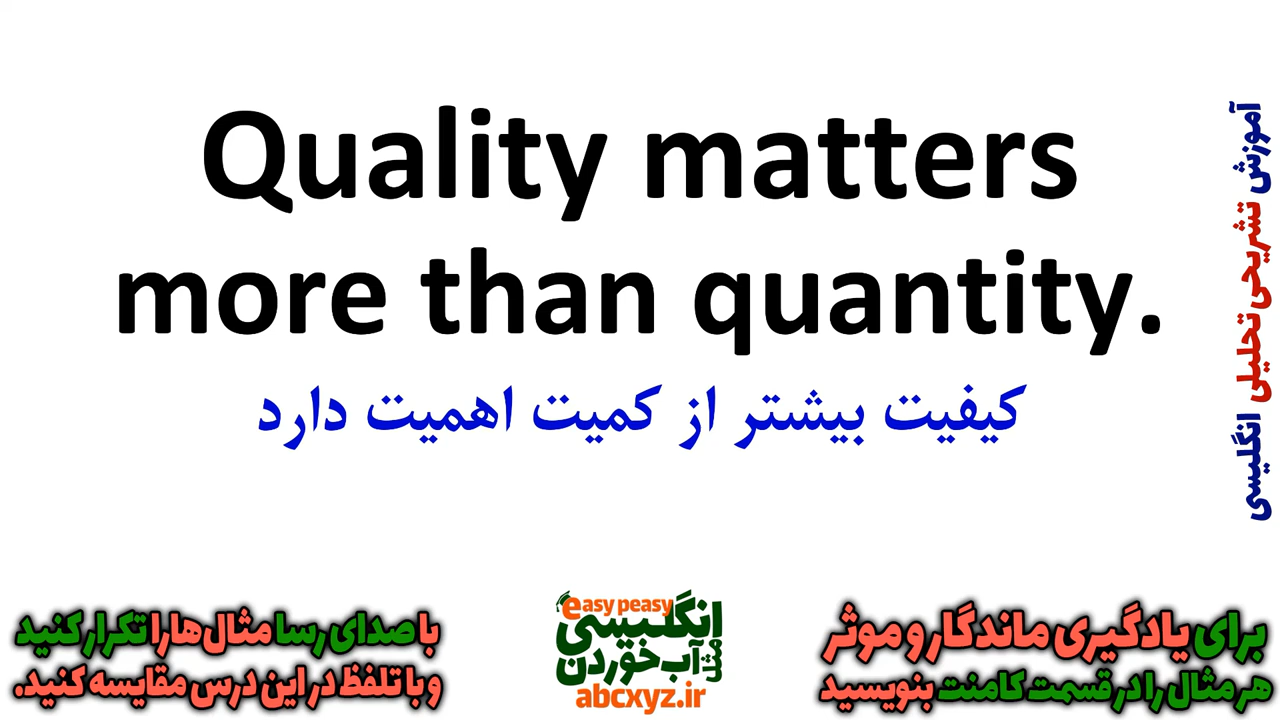 Quality matters
more than quantity.
کیفیت بیشتر از کمیت اهمیت دارد
آموزش تشریحی تحلیلی انگلیسی
برای یادگیری ماندگار و موثر
هر مثال را در قسمت کامنت بنویسید
easy peasy
انگلیسی
مثل آب خوردن
abcxyz.ir
با صدای رسا مثال‌ها را تکرار کنید
و با تلفظ در این درس مقایسه کنید.